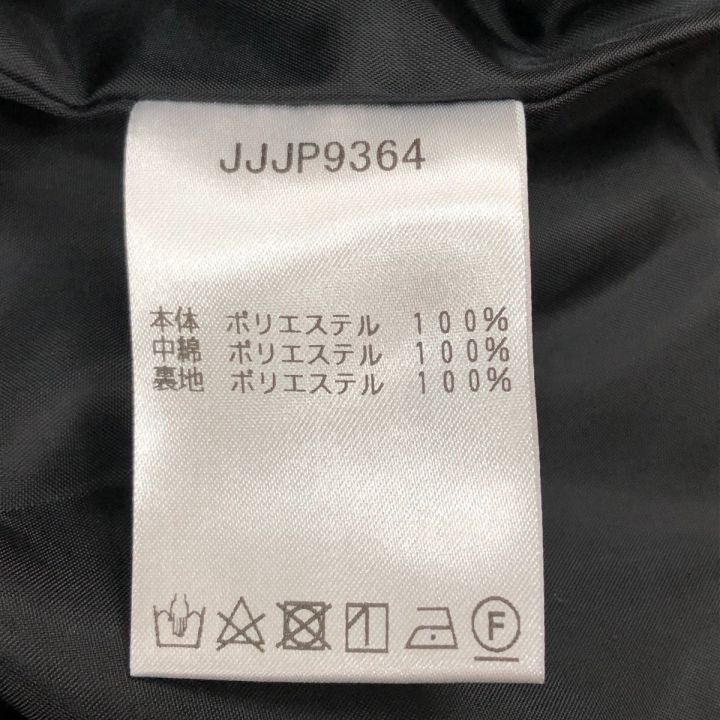 JJJP9364
本体 ポリエステル 100%
中綿 ポリエステル 100%
裏地 ポリエステル 100%
F